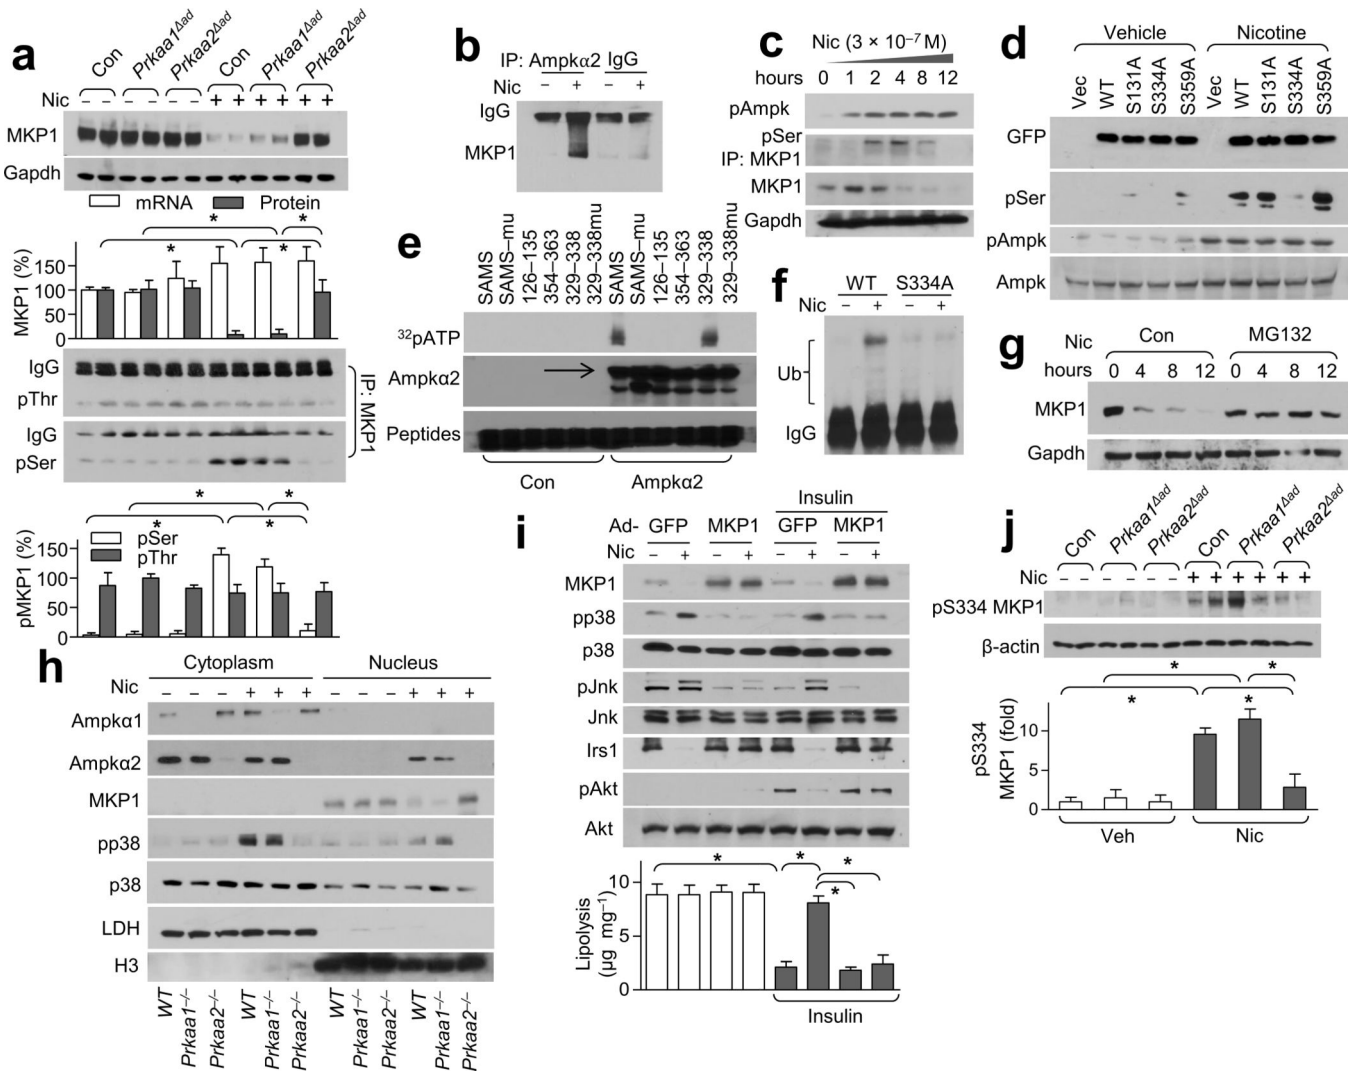 a
Con
Prkaa1Δad
Prkaa2Δad
Con
Prkaa1Δad
Prkaa2Δad
Nic – – – – – – + + + + + +
MKP1
Gapdh
mRNA Protein
* *
* *
MKP1 (%)
150
100
50
0
IgG
pThr
IgG
pSer
IP: MKP1
* *
* *
pSer
pThr
pMKP1 (%)
150
100
50
0
b
IP: Ampkα2 IgG
Nic – + – +
IgG
MKP1
c
Nic (3 × 10–7 M)
hours 0 1 2 4 8 12
pAmpk
pSer
IP: MKP1
MKP1
Gapdh
d
Vehicle Nicotine
Vec WT S131A S334A S359A Vec WT S131A S334A S359A
GFP
pSer
pAmpk
Ampk
e
SAMS SAMS–mu 126–135 354–363 329–338 329–338mu SAMS SAMS–mu 126–135 354–363 329–338 329–338mu
32pATP
Ampkα2
Peptides
Con Ampkα2
f
WT S334A
Nic – + – +
Ub
IgG
g
Nic Con MG132
hours 0 4 8 12 0 4 8 12
MKP1
Gapdh
h
Cytoplasm Nucleus
Nic – – – + + + – – – + + +
Ampkα1
Ampkα2
MKP1
pp38
p38
LDH
H3
WT Prkaa1–/– Prkaa2–/– WT Prkaa1–/– Prkaa2–/– WT Prkaa1–/– Prkaa2–/– WT Prkaa1–/– Prkaa2–/–
i
Insulin
Ad- GFP MKP1 GFP MKP1
Nic – + – + – + – +
MKP1
pp38
p38
pJnk
Jnk
Irs1
pAkt
Akt
* * *
*
Lipolysis
(μg mg–1)
10
5
0
Insulin
j
Con
Prkaa1Δad
Prkaa2Δad
Con
Prkaa1Δad
Prkaa2Δad
Nic – – – – – – + + + + + +
pS334 MKP1
β-actin
* *
* *
pS334
MKP1 (fold)
10
5
0
Veh Nic